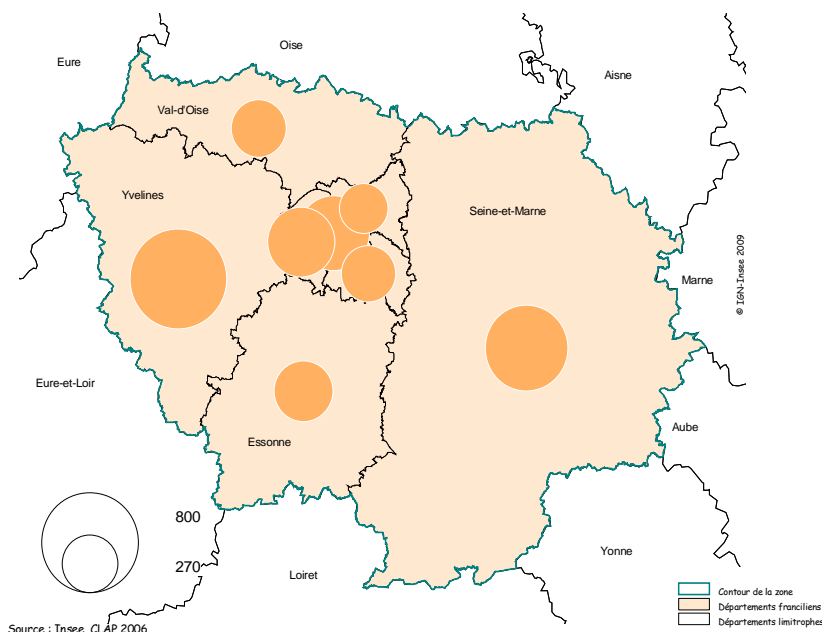 Oise
Eure
Aisne
Val-d'Oise
Yvelines
Seine-et-Marne
Marne
© IGN-Insee 2009
Eure-et-Loir
Aube
Essonne
800
270
Yonne
Loiret
Contour de la zone
Départements franciliens
Départements limitrophes
Source : Insee, CLAP 2006